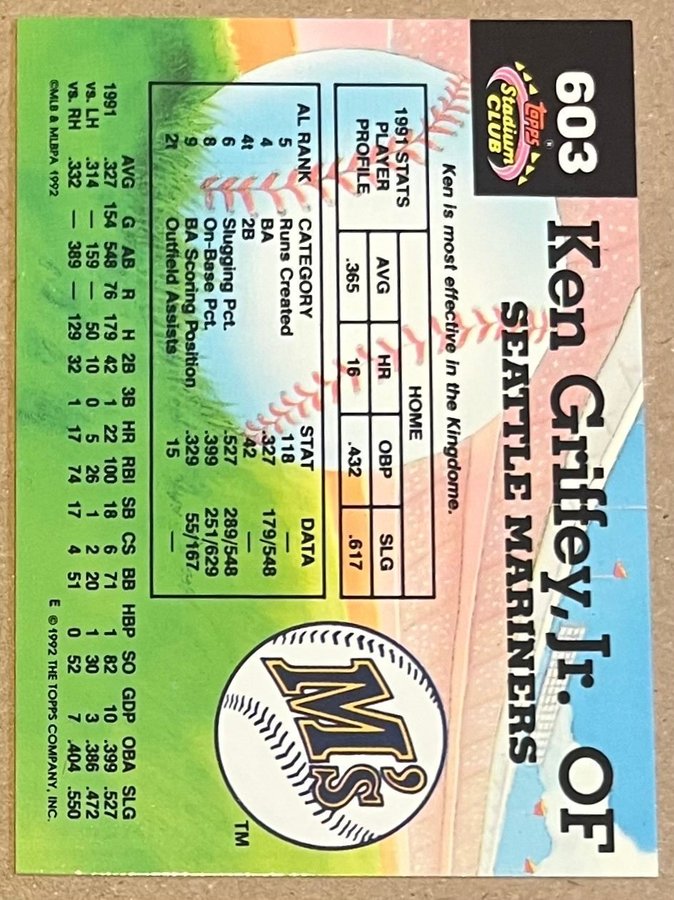 603
TOPPS
Stadium
CLUB
Ken Griffey, Jr. OF
SEATTLE MARINERS
Ken is most effective in the Kingdome.
1991 STATS PLAYER PROFILE
HOME
AVG HR OBP SLG
.365 16 .432 .617
AL RANK CATEGORY STAT DATA
5 Runs Created 118 —
4 BA .327 179/548
4t 2B 42 —
6 Slugging Pct. .527 289/548
8 On-Base Pct. .399 251/629
9 BA Scoring Position .329 55/167
2t Outfield Assists 15 —
M's
TM
AVG G AB R H 2B 3B HR RBI SB CS BB HBP SO GDP OBA SLG
1991 .327 154 548 76 179 42 1 22 100 18 6 71 1 82 10 .399 .527
vs. LH .314 — 159 — 50 10 0 5 26 1 2 20 1 30 3 .386 .472
vs. RH .332 — 389 — 129 32 1 17 74 17 4 51 0 52 7 .404 .550
©MLB & MLBPA 1992 E © 1992 THE TOPPS COMPANY, INC.